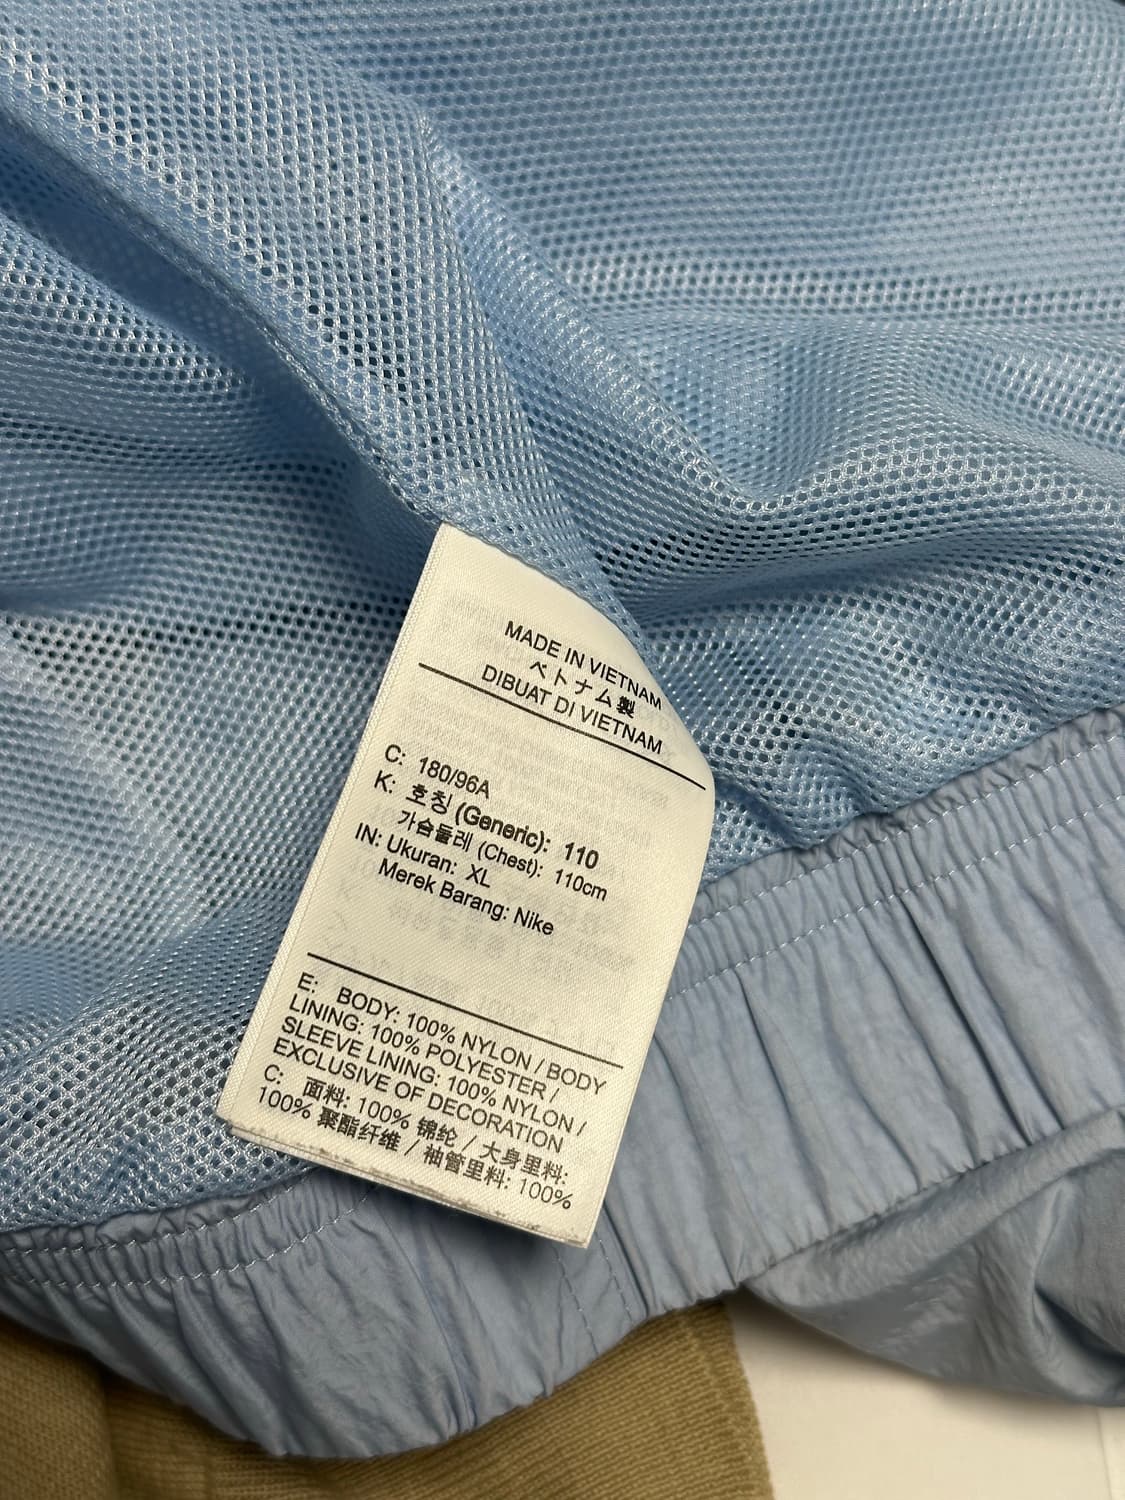 MADE IN VIETNAM
ベトナム製
DIBUAT DI VIETNAM
C: 180/96A
K: 호칭 (Generic): 110
가슴둘레 (Chest): 110cm
IN: Ukuran: XL
Merek Barang: Nike
E: BODY: 100% NYLON / BODY
LINING: 100% POLYESTER /
SLEEVE LINING: 100% NYLON /
EXCLUSIVE OF DECORATION
C: 面料: 100% 锦纶 / 大身里料:
100% 聚酯纤维 / 袖管里料: 100%